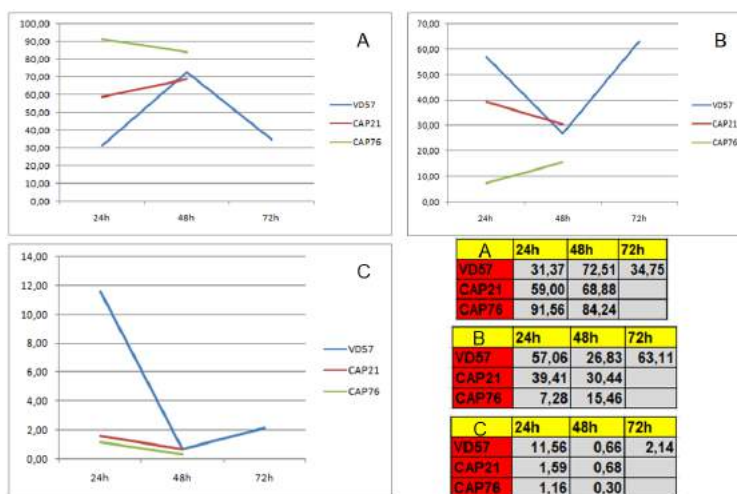 A
100,00
90,00
80,00
70,00
60,00
50,00
40,00
30,00
20,00
10,00
0,00
24h 48h 72h
VD57
CAP21
CAP76
B
70,00
60,00
50,00
40,00
30,00
20,00
10,00
0,00
24h 48h 72h
VD57
CAP21
CAP76
C
14,00
12,00
10,00
8,00
6,00
4,00
2,00
0,00
24h 48h 72h
VD57
CAP21
CAP76
A 24h 48h 72h
VD57 31,37 72,51 34,75
CAP21 59,00 68,88
CAP76 91,56 84,24
B 24h 48h 72h
VD57 57,06 26,83 63,11
CAP21 39,41 30,44
CAP76 7,28 15,46
C 24h 48h 72h
VD57 11,56 0,66 2,14
CAP21 1,59 0,68
CAP76 1,16 0,30